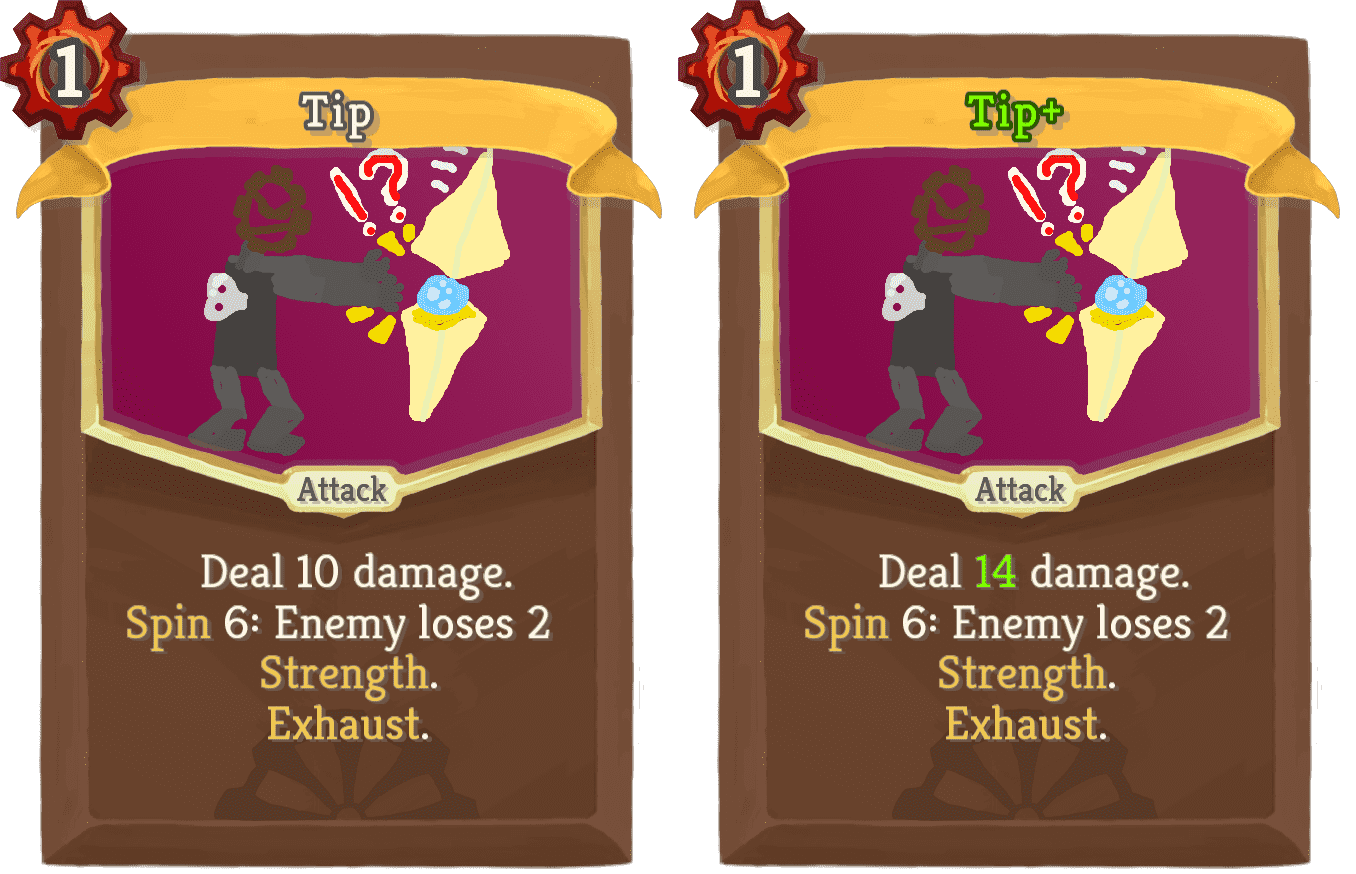 1
Tip
!?
Attack
Deal 10 damage.
Spin 6: Enemy loses 2
Strength.
Exhaust.
1
Tip+
!?
Attack
Deal 14 damage.
Spin 6: Enemy loses 2
Strength.
Exhaust.